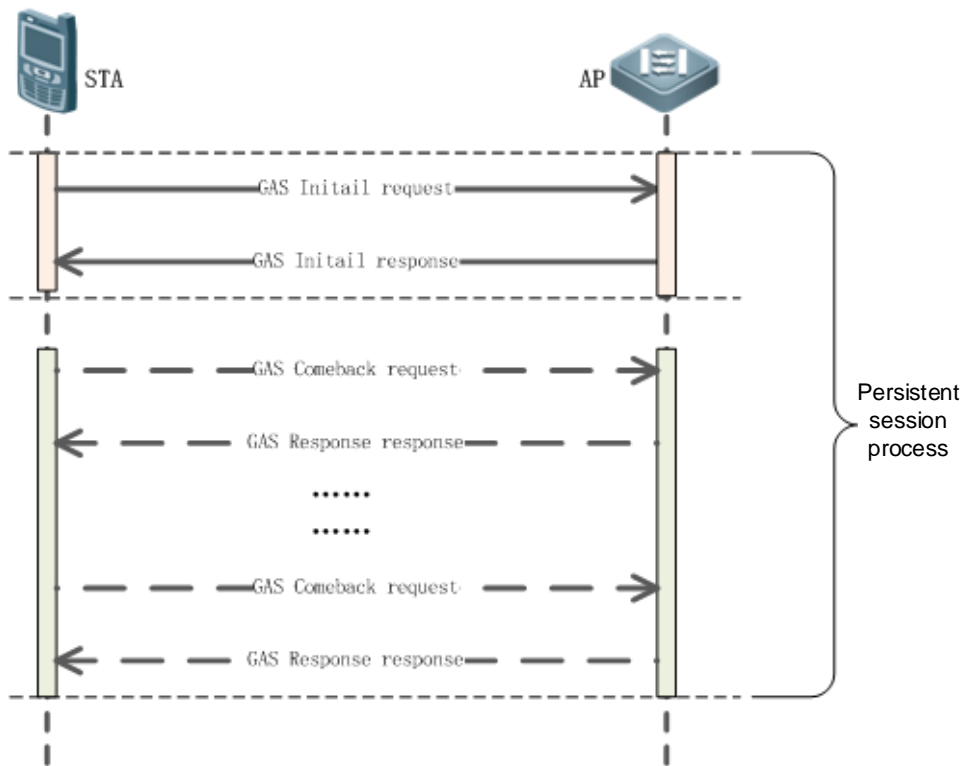 STA
AP
GAS Initail request
GAS Initail response
GAS Comeback request
GAS Response response
……
……
GAS Comeback request
GAS Response response
Persistent
session
process